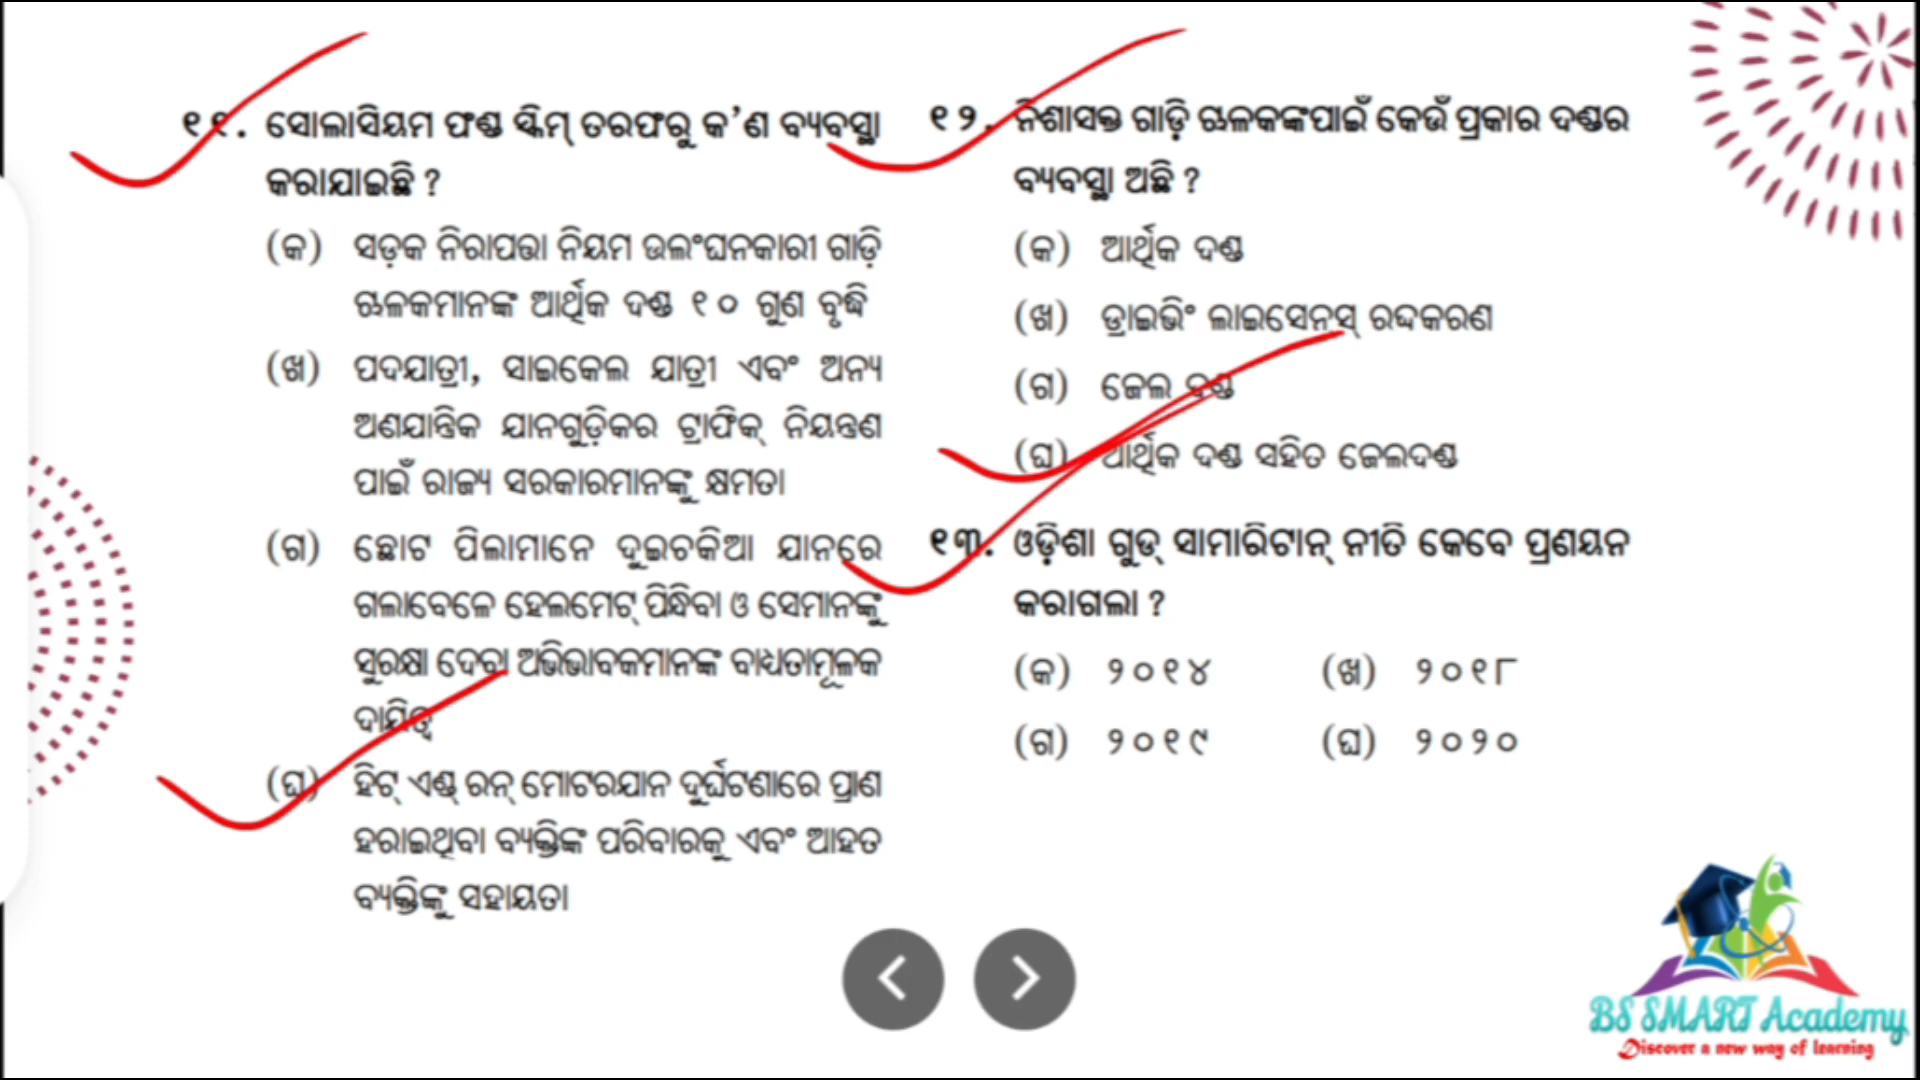 ୧୧. ସୋଲାସିୟମ ଫଣ୍ଡ ସ୍କିମ୍ ତରଫରୁ କ'ଣ ବ୍ୟବସ୍ଥା
କରାଯାଇଛି ?
(କ) ସଡ଼କ ନିରାପତ୍ତା ନିୟମ ଉଲଂଘନକାରୀ ଗାଡ଼ି
ଚାଳକମାନଙ୍କ ଆର୍ଥିକ ଦଣ୍ଡ ୧୦ ଗୁଣ ବୃଦ୍ଧି
(ଖ) ପଦଯାତ୍ରୀ, ସାଇକେଲ ଯାତ୍ରୀ ଏବଂ ଅନ୍ୟ
ଅଣଯାନ୍ତ୍ରିକ ଯାନଗୁଡ଼ିକର ଟ୍ରାଫିକ୍ ନିୟନ୍ତ୍ରଣ
ପାଇଁ ରାଜ୍ୟ ସରକାରମାନଙ୍କୁ କ୍ଷମତା
(ଗ) ଛୋଟ ପିଲାମାନେ ଦୁଇଚକିଆ ଯାନରେ
ଗଲାବେଳେ ହେଲମେଟ୍ ପିନ୍ଧିବା ଓ ସେମାନଙ୍କୁ
ସୁରକ୍ଷା ଦେବା ଅଭିଭାବକମାନଙ୍କ ବାଧ୍ୟତାମୂଳକ
ଦାୟିତ୍ୱ
(ଘ) ହିଟ୍ ଏଣ୍ଡ୍ ରନ୍ ମୋଟରଯାନ ଦୁର୍ଘଟଣାରେ ପ୍ରାଣ
ହରାଇଥିବା ବ୍ୟକ୍ତିଙ୍କ ପରିବାରକୁ ଏବଂ ଆହତ
ବ୍ୟକ୍ତିଙ୍କୁ ସହାୟତା
୧୨. ନିଶାସକ୍ତ ଗାଡ଼ି ଚାଳକଙ୍କପାଇଁ କେଉଁ ପ୍ରକାର ଦଣ୍ଡର
ବ୍ୟବସ୍ଥା ଅଛି ?
(କ) ଆର୍ଥିକ ଦଣ୍ଡ
(ଖ) ଡ୍ରାଇଭିଂ ଲାଇସେନସ୍ ରଦ୍ଦକରଣ
(ଗ) ଜେଲ ଦଣ୍ଡ
(ଘ) ଆର୍ଥିକ ଦଣ୍ଡ ସହିତ ଜେଲଦଣ୍ଡ
୧୩. ଓଡ଼ିଶା ଗୁଡ୍ ସାମାରିଟାନ୍ ନୀତି କେବେ ପ୍ରଣୟନ
କରାଗଲା ?
(କ) ୨୦୧୪ (ଖ) ୨୦୧୮
(ଗ) ୨୦୧୯ (ଘ) ୨୦୨୦
BS SMART Academy
Discover a new way of learning